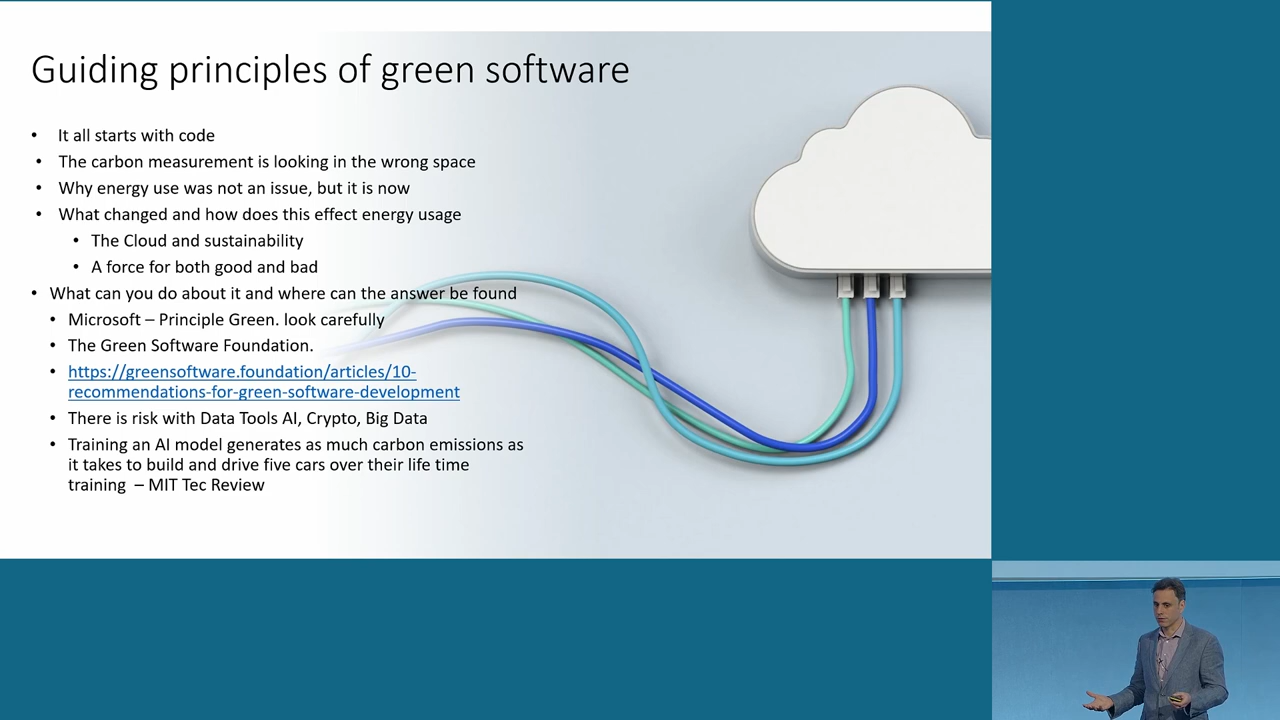 Guiding principles of green software
• It all starts with code
• The carbon measurement is looking in the wrong space
• Why energy use was not an issue, but it is now
• What changed and how does this effect energy usage
• The Cloud and sustainability
• A force for both good and bad
• What can you do about it and where can the answer be found
• Microsoft – Principle Green. look carefully
• The Green Software Foundation.
• https://greensoftware.foundation/articles/10-
recommendations-for-green-software-development
• There is risk with Data Tools AI, Crypto, Big Data
• Training an AI model generates as much carbon emissions as
it takes to build and drive five cars over their life time
training – MIT Tec Review